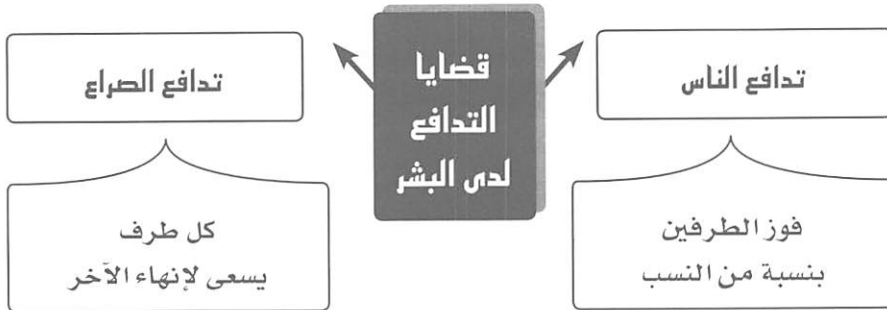 قضايا
التدافع
لدى البشر
تدافع الناس
فوز الطرفين
بنسبة من النسب
تدافع الصراع
كل طرف
يسعى لإنهاء الآخر